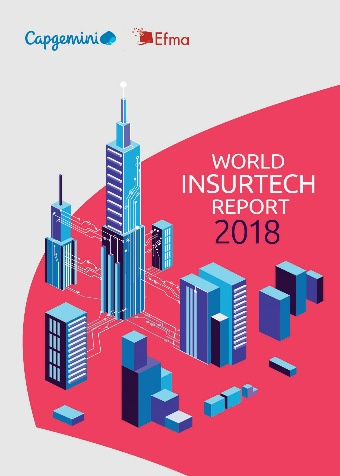 Capgemini Efma
WORLD
INSURTECH
REPORT
2018